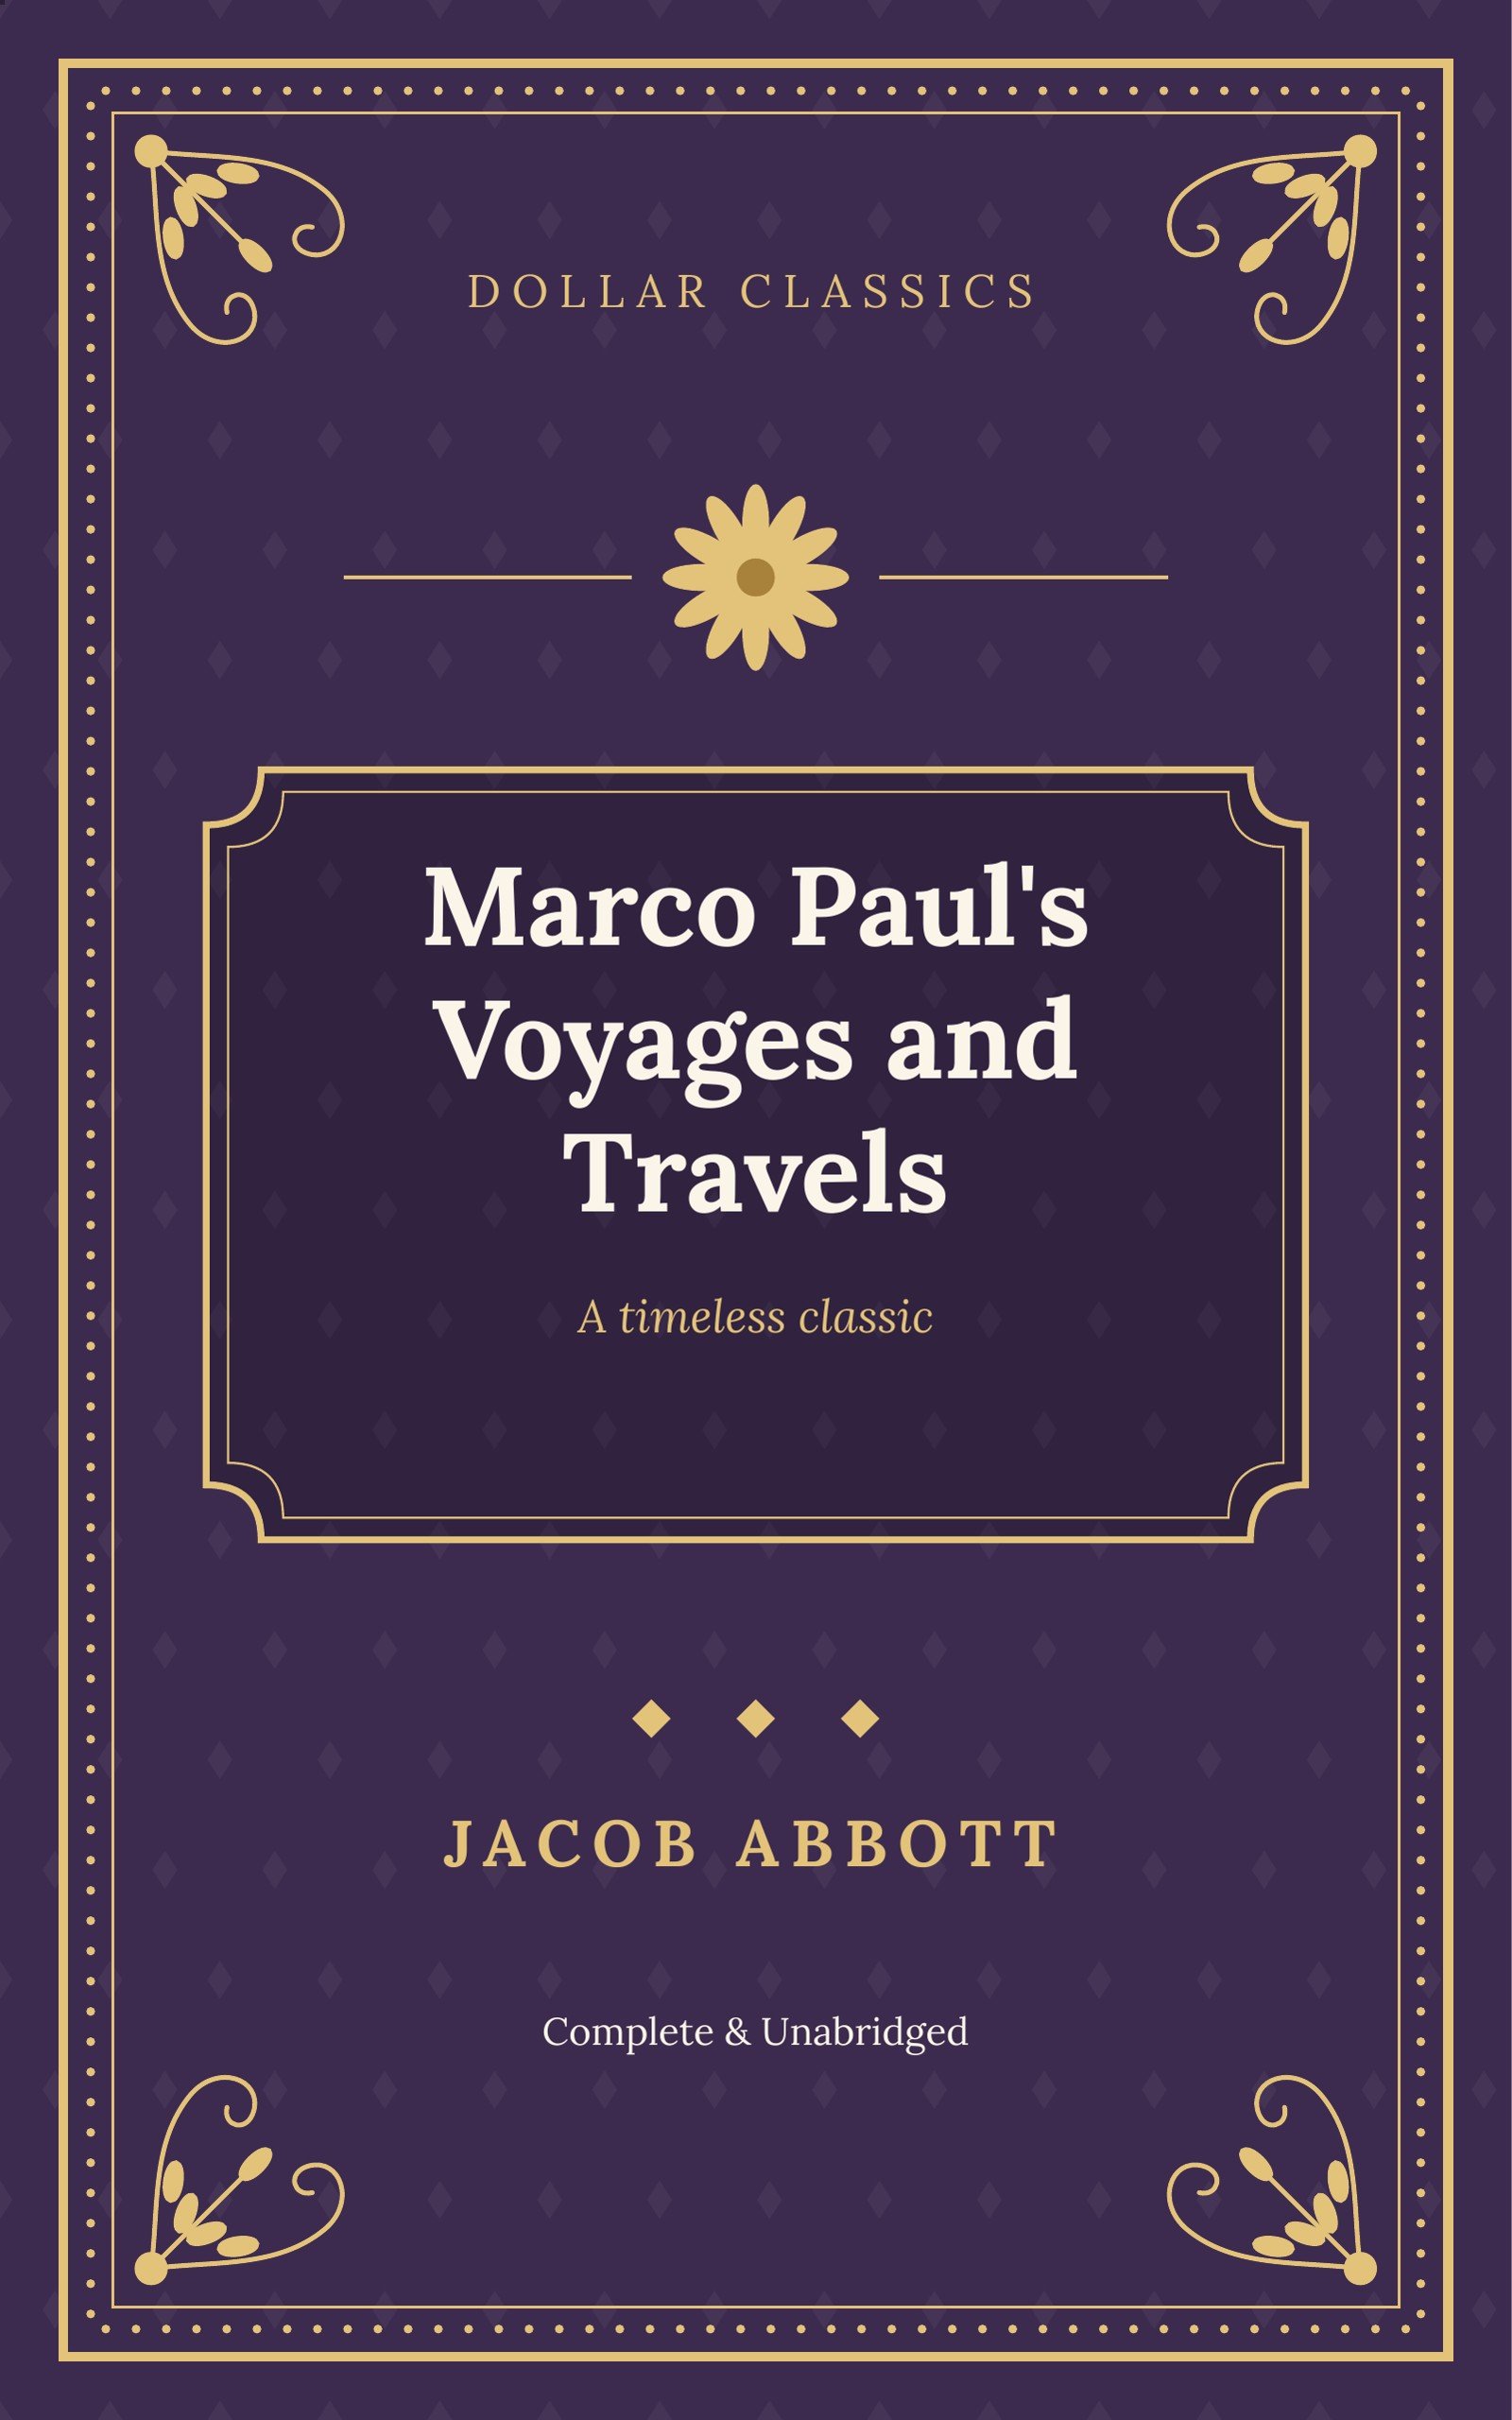 DOLLAR CLASSICS
Marco Paul's
Voyages and
Travels
A timeless classic
JACOB ABBOTT
Complete & Unabridged